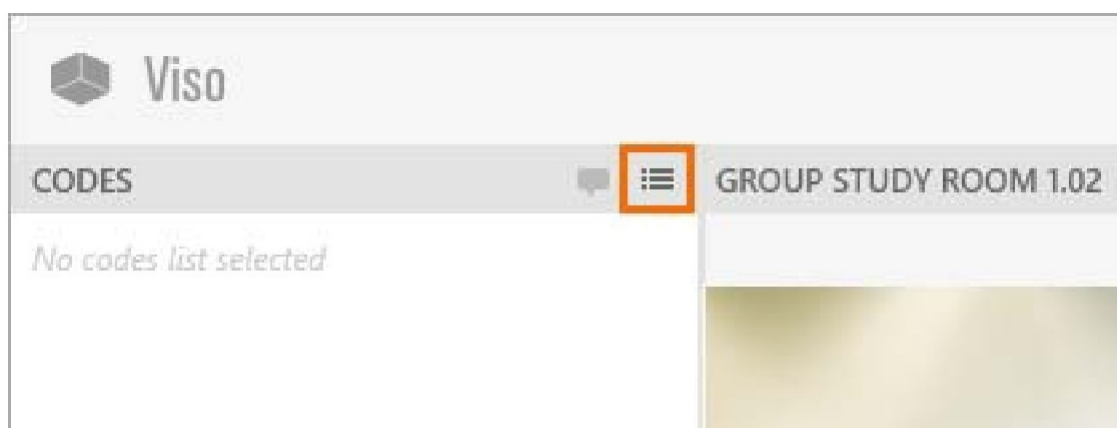 Viso
CODES
GROUP STUDY ROOM 1.02
No codes list selected